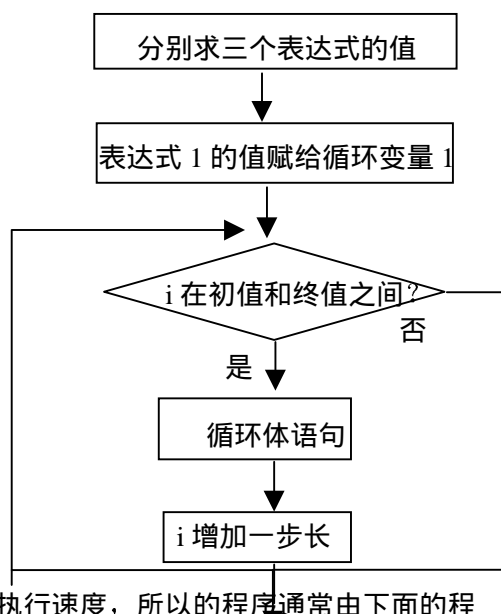 分别求三个表达式的值
表达式 1 的值赋给循环变量 1
i 在初值和终值之间?
否
是
循环体语句
i 增加一步长
执行速度，所以的程序通常由下面的程